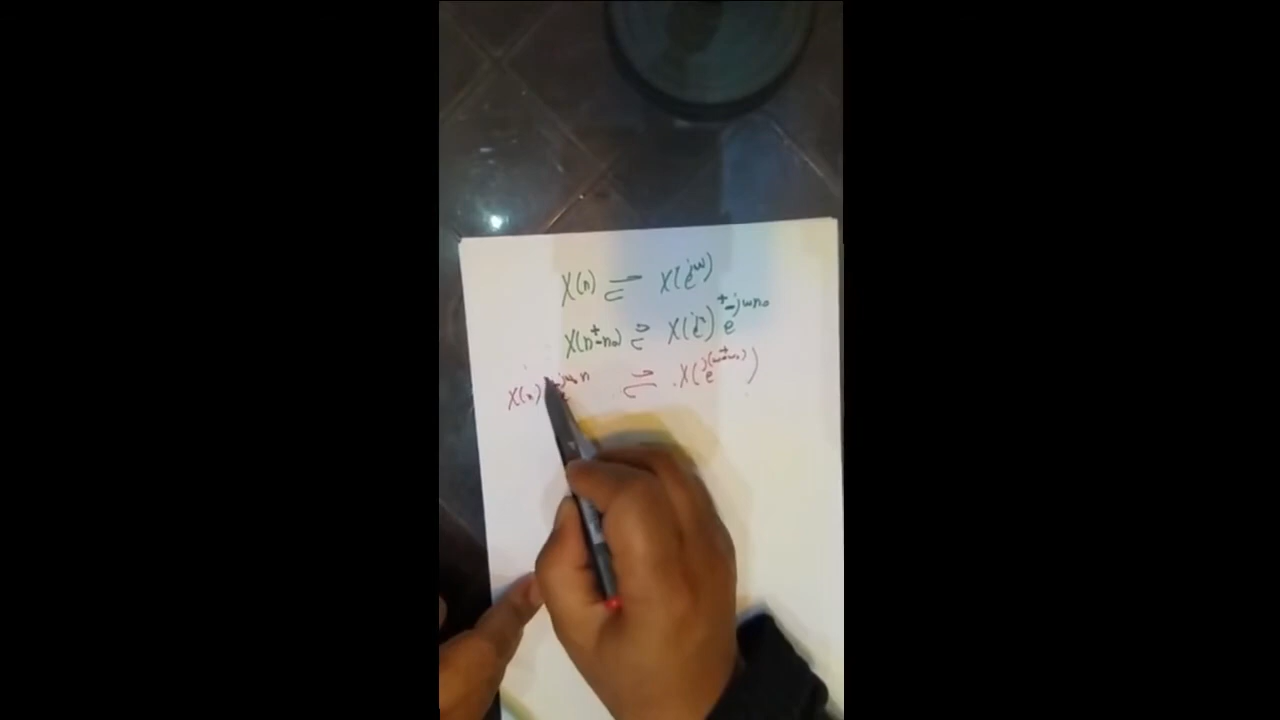 X(n) ⇌ X(e^{jω})
X(n±n₀) ⇌ X(e^{jω}) e^{±jωn₀}
X(n) e^{jω₀n} ⇌ X(e^{j(ω±ω₀)})